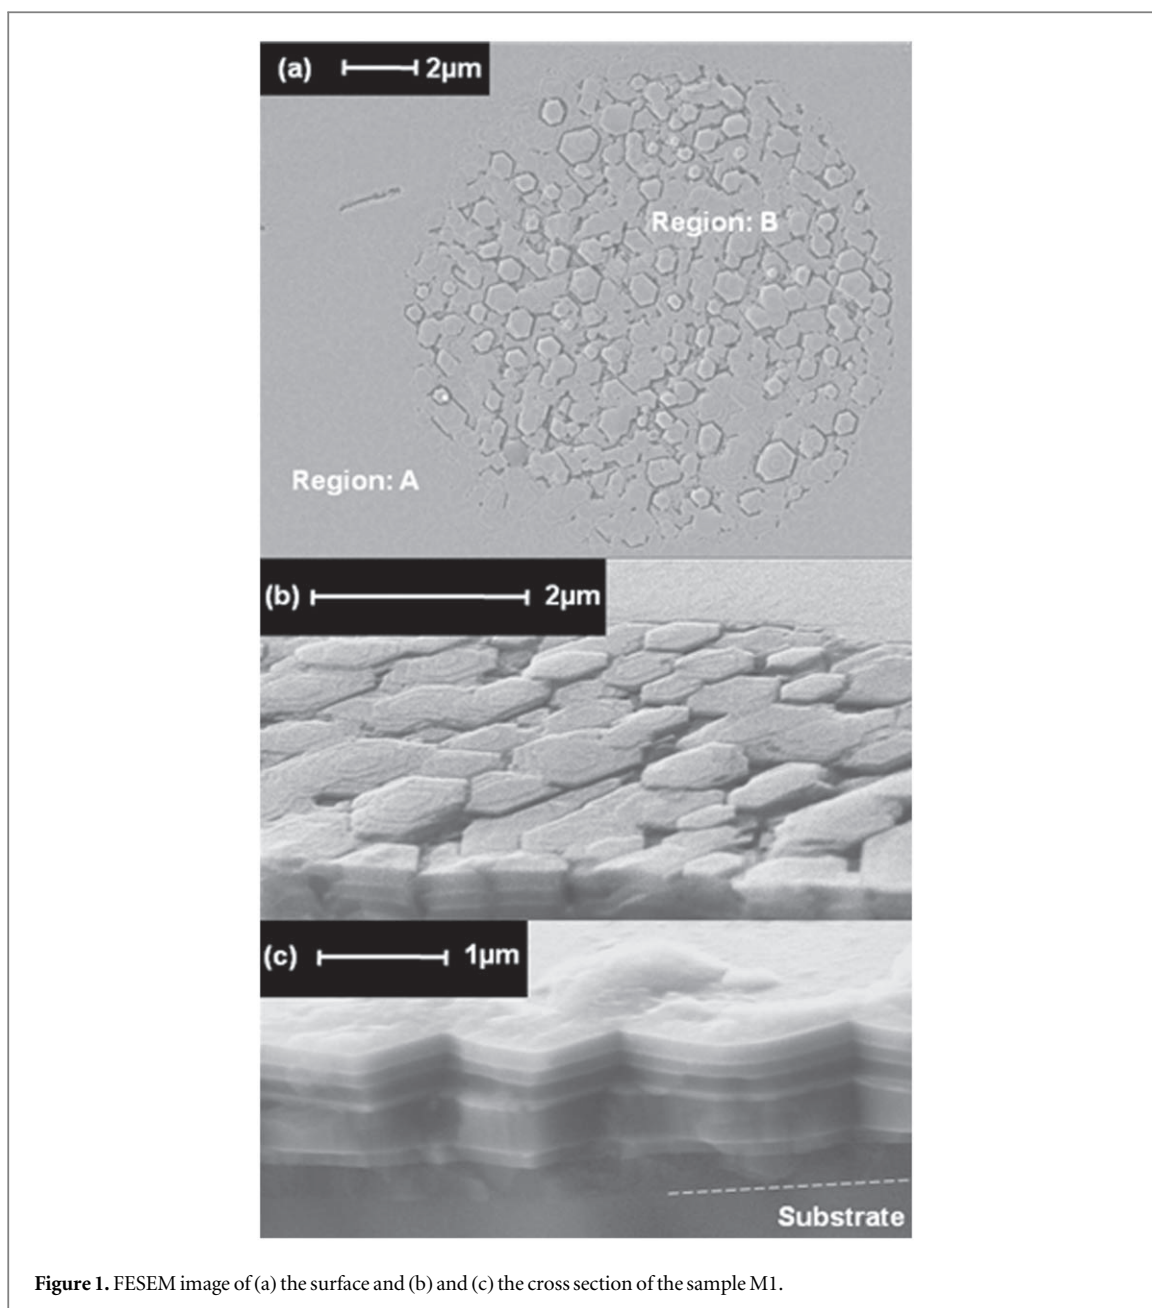 (a) 2µm
Region: B
Region: A
(b) 2µm
(c) 1µm
Substrate
Figure 1. FESEM image of (a) the surface and (b) and (c) the cross section of the sample M1.